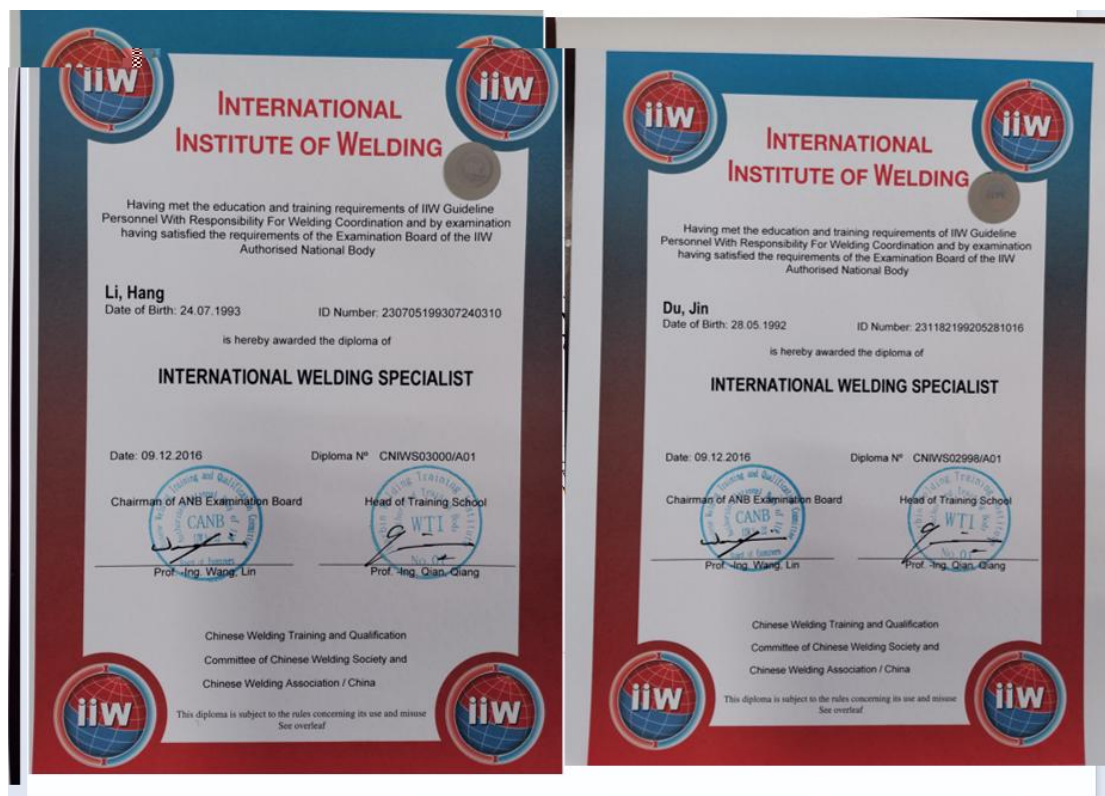 iiW
iiW
INTERNATIONAL
INSTITUTE OF WELDING
Having met the education and training requirements of IIW Guideline
Personnel With Responsibility For Welding Coordination and by examination
having satisfied the requirements of the Examination Board of the IIW
Authorised National Body
Li, Hang
Date of Birth: 24.07.1993 ID Number: 230705199307240310
is hereby awarded the diploma of
INTERNATIONAL WELDING SPECIALIST
Date: 09.12.2016 Diploma Nº CNIWS03000/A01
Chairman of ANB Examination Board Head of Training School
CANB WTI
No.01
Prof.-Ing. Wang, Lin Prof.-Ing. Qian, Qiang
Chinese Welding Training and Qualification
Committee of Chinese Welding Society and
Chinese Welding Association / China
iiW
iiW
This diploma is subject to the rules concerning its use and misuse
See overleaf
iiW
iiW
INTERNATIONAL
INSTITUTE OF WELDING
Having met the education and training requirements of IIW Guideline
Personnel With Responsibility For Welding Coordination and by examination
having satisfied the requirements of the Examination Board of the IIW
Authorised National Body
Du, Jin
Date of Birth: 28.05.1992 ID Number: 231182199205281016
is hereby awarded the diploma of
INTERNATIONAL WELDING SPECIALIST
Date: 09.12.2016 Diploma Nº CNIWS02998/A01
Chairman of ANB Examination Board Head of Training School
CANB WTI
No.01
Prof.-Ing. Wang, Lin Prof.-Ing. Qian, Qiang
Chinese Welding Training and Qualification
Committee of Chinese Welding Society and
Chinese Welding Association / China
iiW
iiW
This diploma is subject to the rules concerning its use and misuse
See overleaf